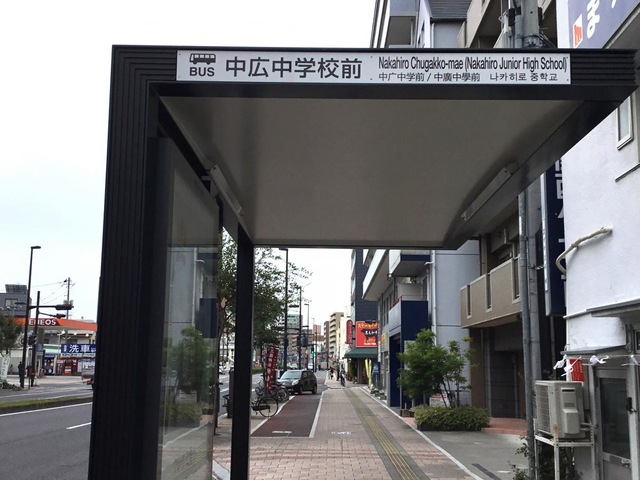 BUS
中広中学校前
Nakahiro Chugakko-mae (Nakahiro Junior High School)
中广中学前 / 中廣中學前 나카히로 중학교
ENEOS
洗車
ま